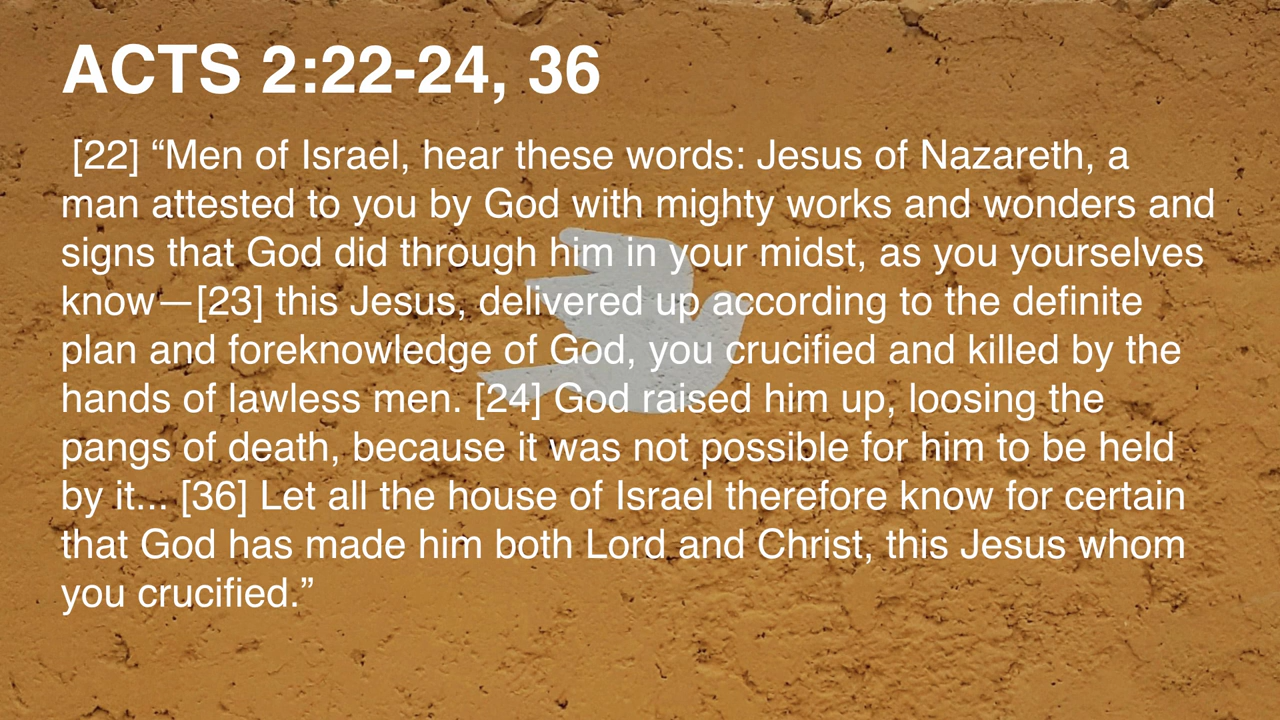 ACTS 2:22-24, 36
[22] “Men of Israel, hear these words: Jesus of Nazareth, a
man attested to you by God with mighty works and wonders and
signs that God did through him in your midst, as you yourselves
know—[23] this Jesus, delivered up according to the definite
plan and foreknowledge of God, you crucified and killed by the
hands of lawless men. [24] God raised him up, loosing the
pangs of death, because it was not possible for him to be held
by it... [36] Let all the house of Israel therefore know for certain
that God has made him both Lord and Christ, this Jesus whom
you crucified.”